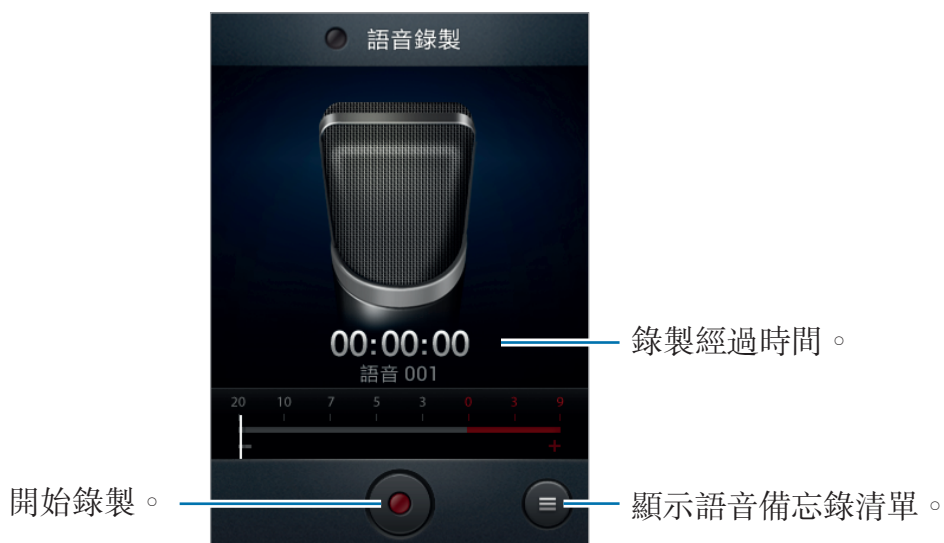 語音錄製
00:00:00
錄製經過時間。
語音 001
20 10 7 5 3 0 3 9
− +
開始錄製。
顯示語音備忘錄清單。